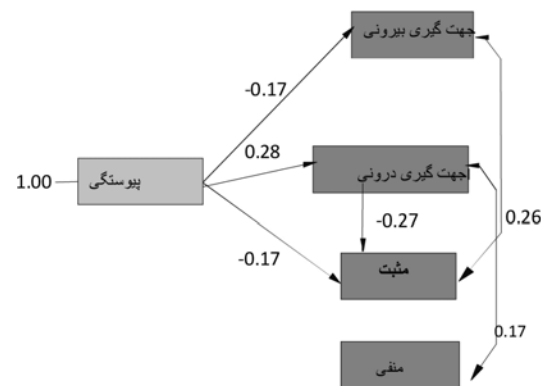 جهت گیری بیرونی
-0.17
0.28
اجهت گیری درونی
1.00
پیوستگی
-0.27
-0.17
0.26
مثبت
0.17
منفی